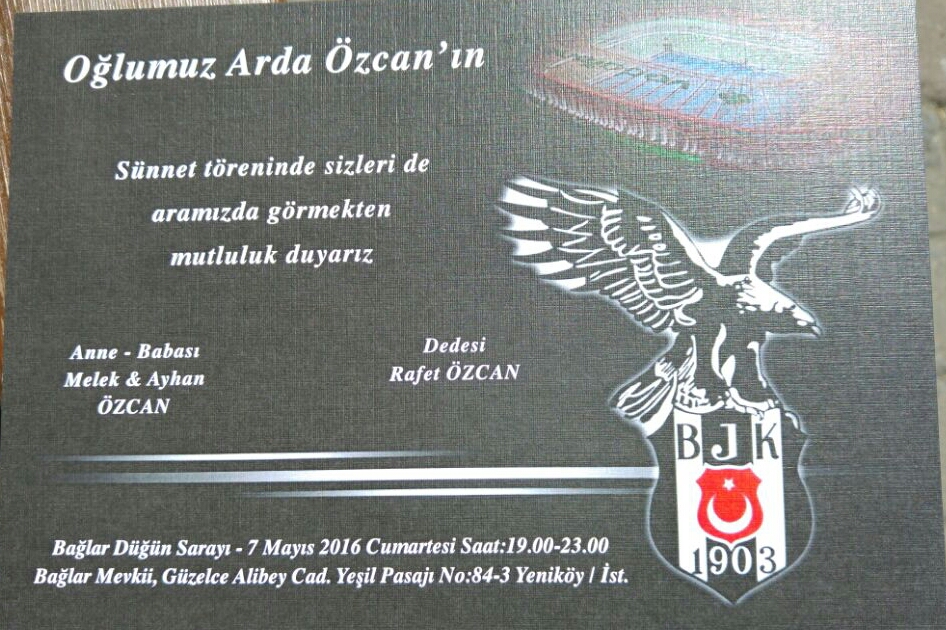 Oğlumuz Arda Özcan'ın
Sünnet töreninde sizleri de
aramızda görmekten
mutluluk duyarız
Anne - Babası
Melek & Ayhan
ÖZCAN
Dedesi
Rafet ÖZCAN
BJK
1903
Bağlar Düğün Sarayı - 7 Mayıs 2016 Cumartesi Saat:19.00-23.00
Bağlar Mevkii, Güzelce Alibey Cad. Yeşil Pasajı No:84-3 Yeniköy / İst.